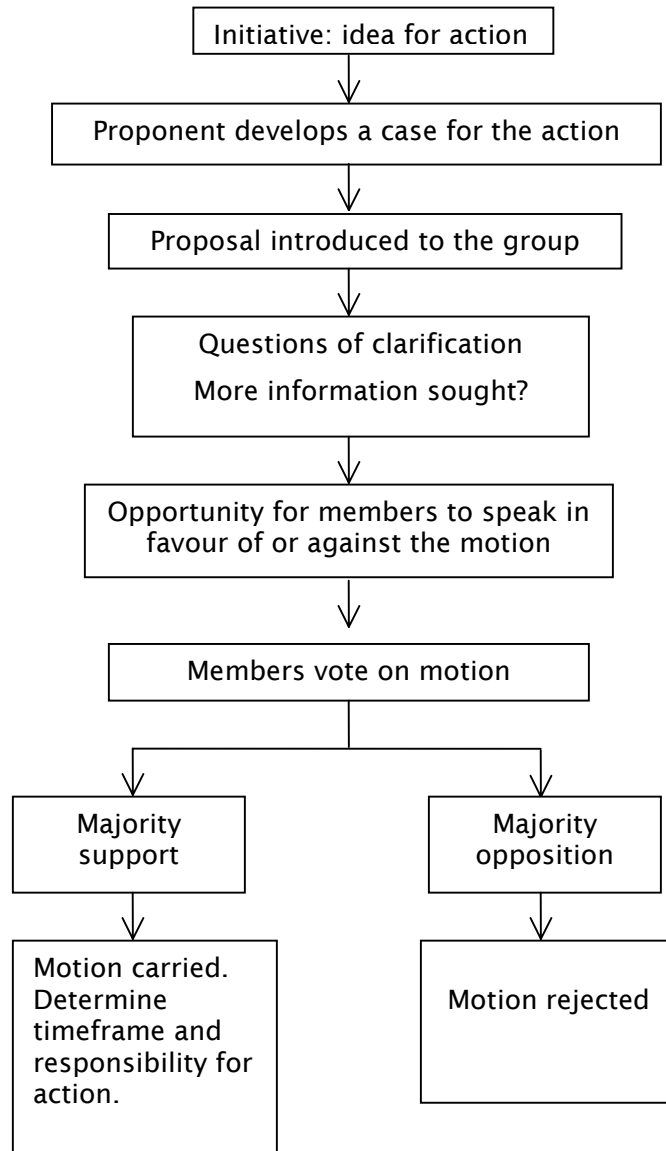 Initiative: idea for action
Proponent develops a case for the action
Proposal introduced to the group
Questions of clarification
More information sought?
Opportunity for members to speak in
favour of or against the motion
Members vote on motion
Majority
support
Majority
opposition
Motion carried.
Determine
timeframe and
responsibility for
action.
Motion rejected